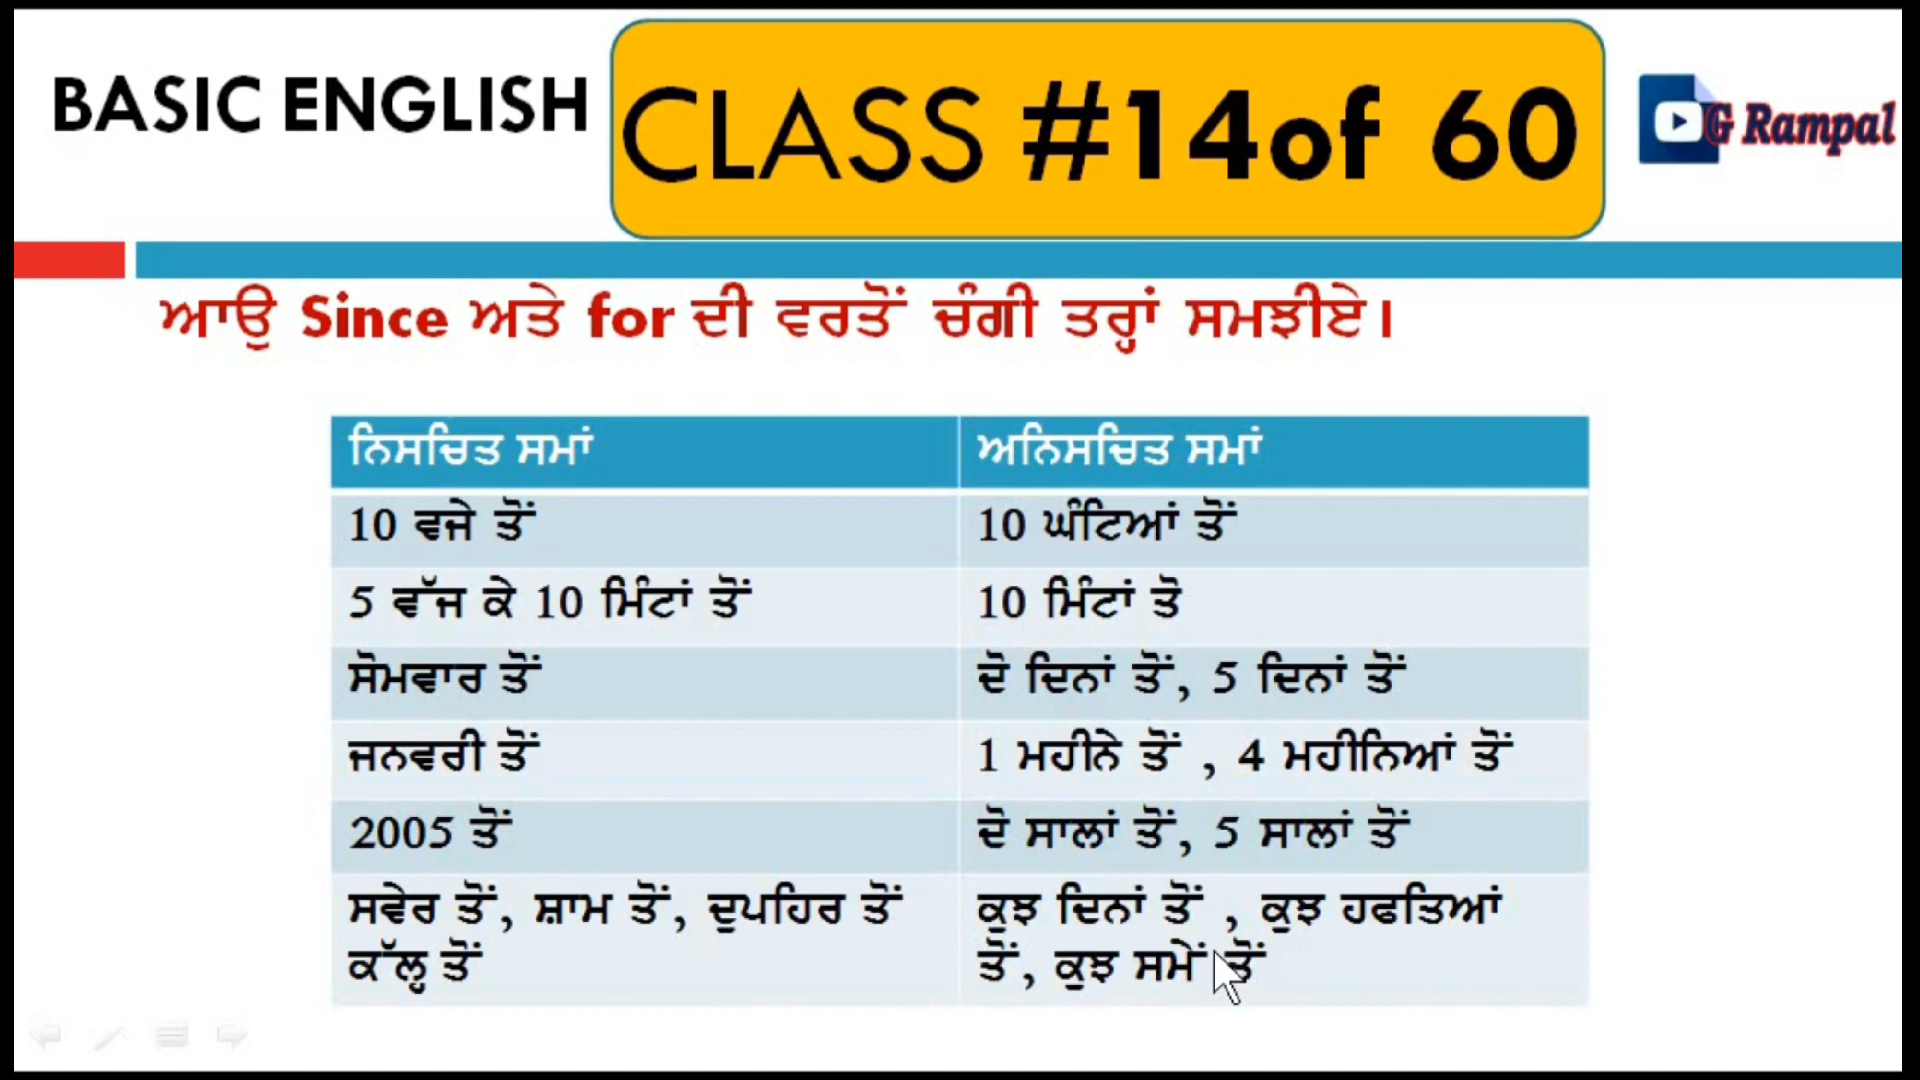 BASIC ENGLISH
CLASS #14of 60
G Rampal
ਆਉ Since ਅਤੇ for ਦੀ ਵਰਤੋਂ ਚੰਗੀ ਤਰ੍ਹਾਂ ਸਮਝੀਏ।
ਨਿਸਚਿਤ ਸਮਾਂ
ਅਨਿਸਚਿਤ ਸਮਾਂ
10 ਵਜੇ ਤੋਂ
10 ਘੰਟਿਆਂ ਤੋਂ
5 ਵੱਜ ਕੇ 10 ਮਿੰਟਾਂ ਤੋਂ
10 ਮਿੰਟਾਂ ਤੋ
ਸੋਮਵਾਰ ਤੋਂ
ਦੋ ਦਿਨਾਂ ਤੋਂ, 5 ਦਿਨਾਂ ਤੋਂ
ਜਨਵਰੀ ਤੋਂ
1 ਮਹੀਨੇ ਤੋਂ , 4 ਮਹੀਨਿਆਂ ਤੋਂ
2005 ਤੋਂ
ਦੋ ਸਾਲਾਂ ਤੋਂ, 5 ਸਾਲਾਂ ਤੋਂ
ਸਵੇਰ ਤੋਂ, ਸ਼ਾਮ ਤੋਂ, ਦੁਪਹਿਰ ਤੋਂ
ਕੱਲ੍ਹ ਤੋਂ
ਕੁਝ ਦਿਨਾਂ ਤੋਂ , ਕੁਝ ਹਫਤਿਆਂ
ਤੋਂ, ਕੁਝ ਸਮੇਂ ਤੋਂ